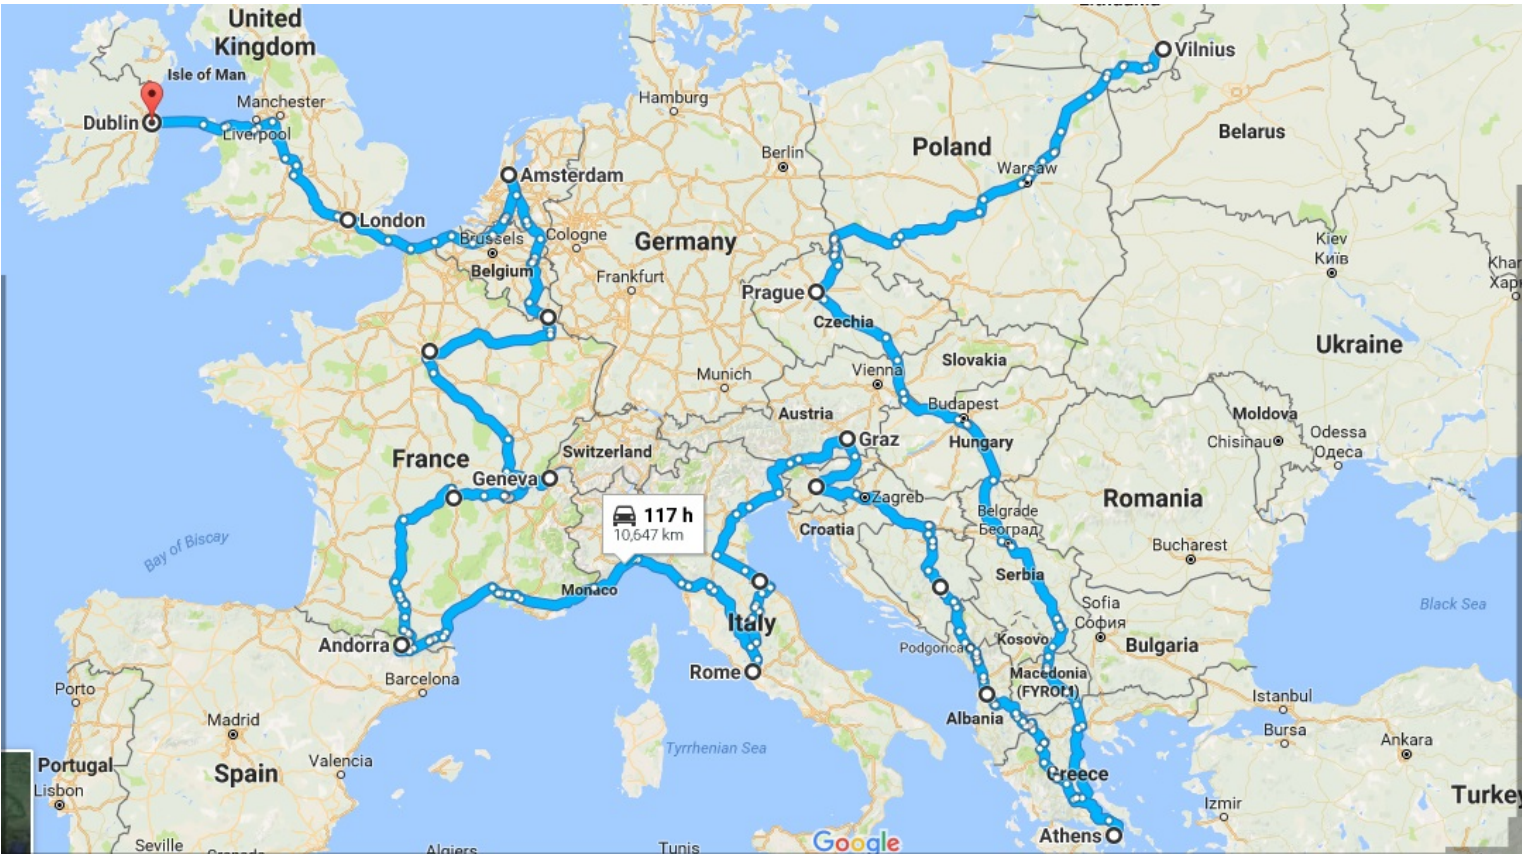 Lithuania
United
Kingdom
Vilnius
Isle of Man
Manchester
Hamburg
Dublin
Liverpool
Belarus
Poland
Berlin
Warsaw
Amsterdam
London
Brussels
Cologne
Germany
Kiev
Київ
Belgium
Frankfurt
Prague
Czechia
Ukraine
Slovakia
Munich
Vienna
Budapest
Austria
Moldova
Hungary
Chisinau
Odessa
Одеса
Graz
Switzerland
France
Geneva
Zagreb
Romania
117 h
10,647 km
Belgrade
Београд
Croatia
Bay of Biscay
Bucharest
Serbia
Monaco
Black Sea
Sofia
София
Italy
Kosovo
Andorra
Podgorica
Bulgaria
Rome
Macedonia
(FYROM)
Barcelona
Porto
Istanbul
Madrid
Albania
Bursa
Ankara
Tyrrhenian Sea
Portugal
Spain
Valencia
Greece
Lisbon
Turkey
Izmir
Athens
Google
Seville
Algiers
Tunis